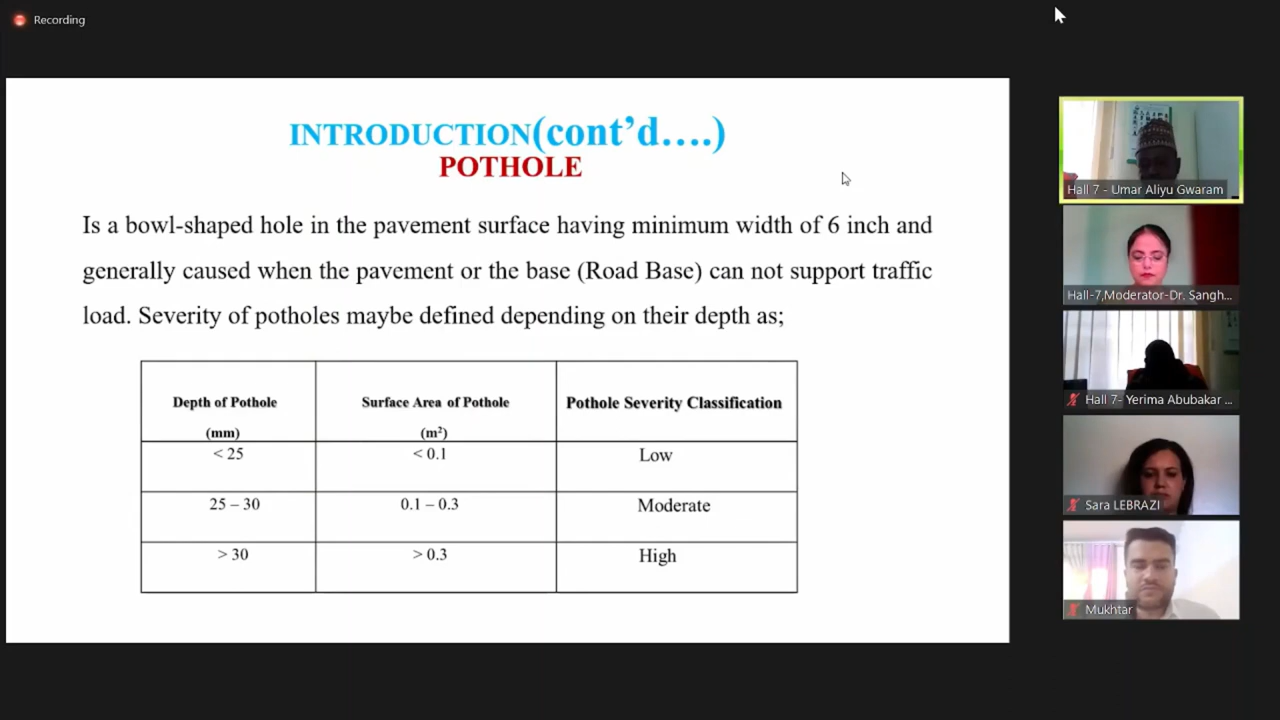 Recording
INTRODUCTION(cont’d….)
POTHOLE
Is a bowl-shaped hole in the pavement surface having minimum width of 6 inch and
generally caused when the pavement or the base (Road Base) can not support traffic
load. Severity of potholes maybe defined depending on their depth as;
Depth of Pothole
(mm)
Surface Area of Pothole
(m²)
Pothole Severity Classification
< 25
< 0.1
Low
25 – 30
0.1 – 0.3
Moderate
> 30
> 0.3
High
Hall 7 - Umar Aliyu Gwaram
Hall-7,Moderator-Dr. Sangh...
Hall 7- Yerima Abubakar ...
Sara LEBRAZI
Mukhtar